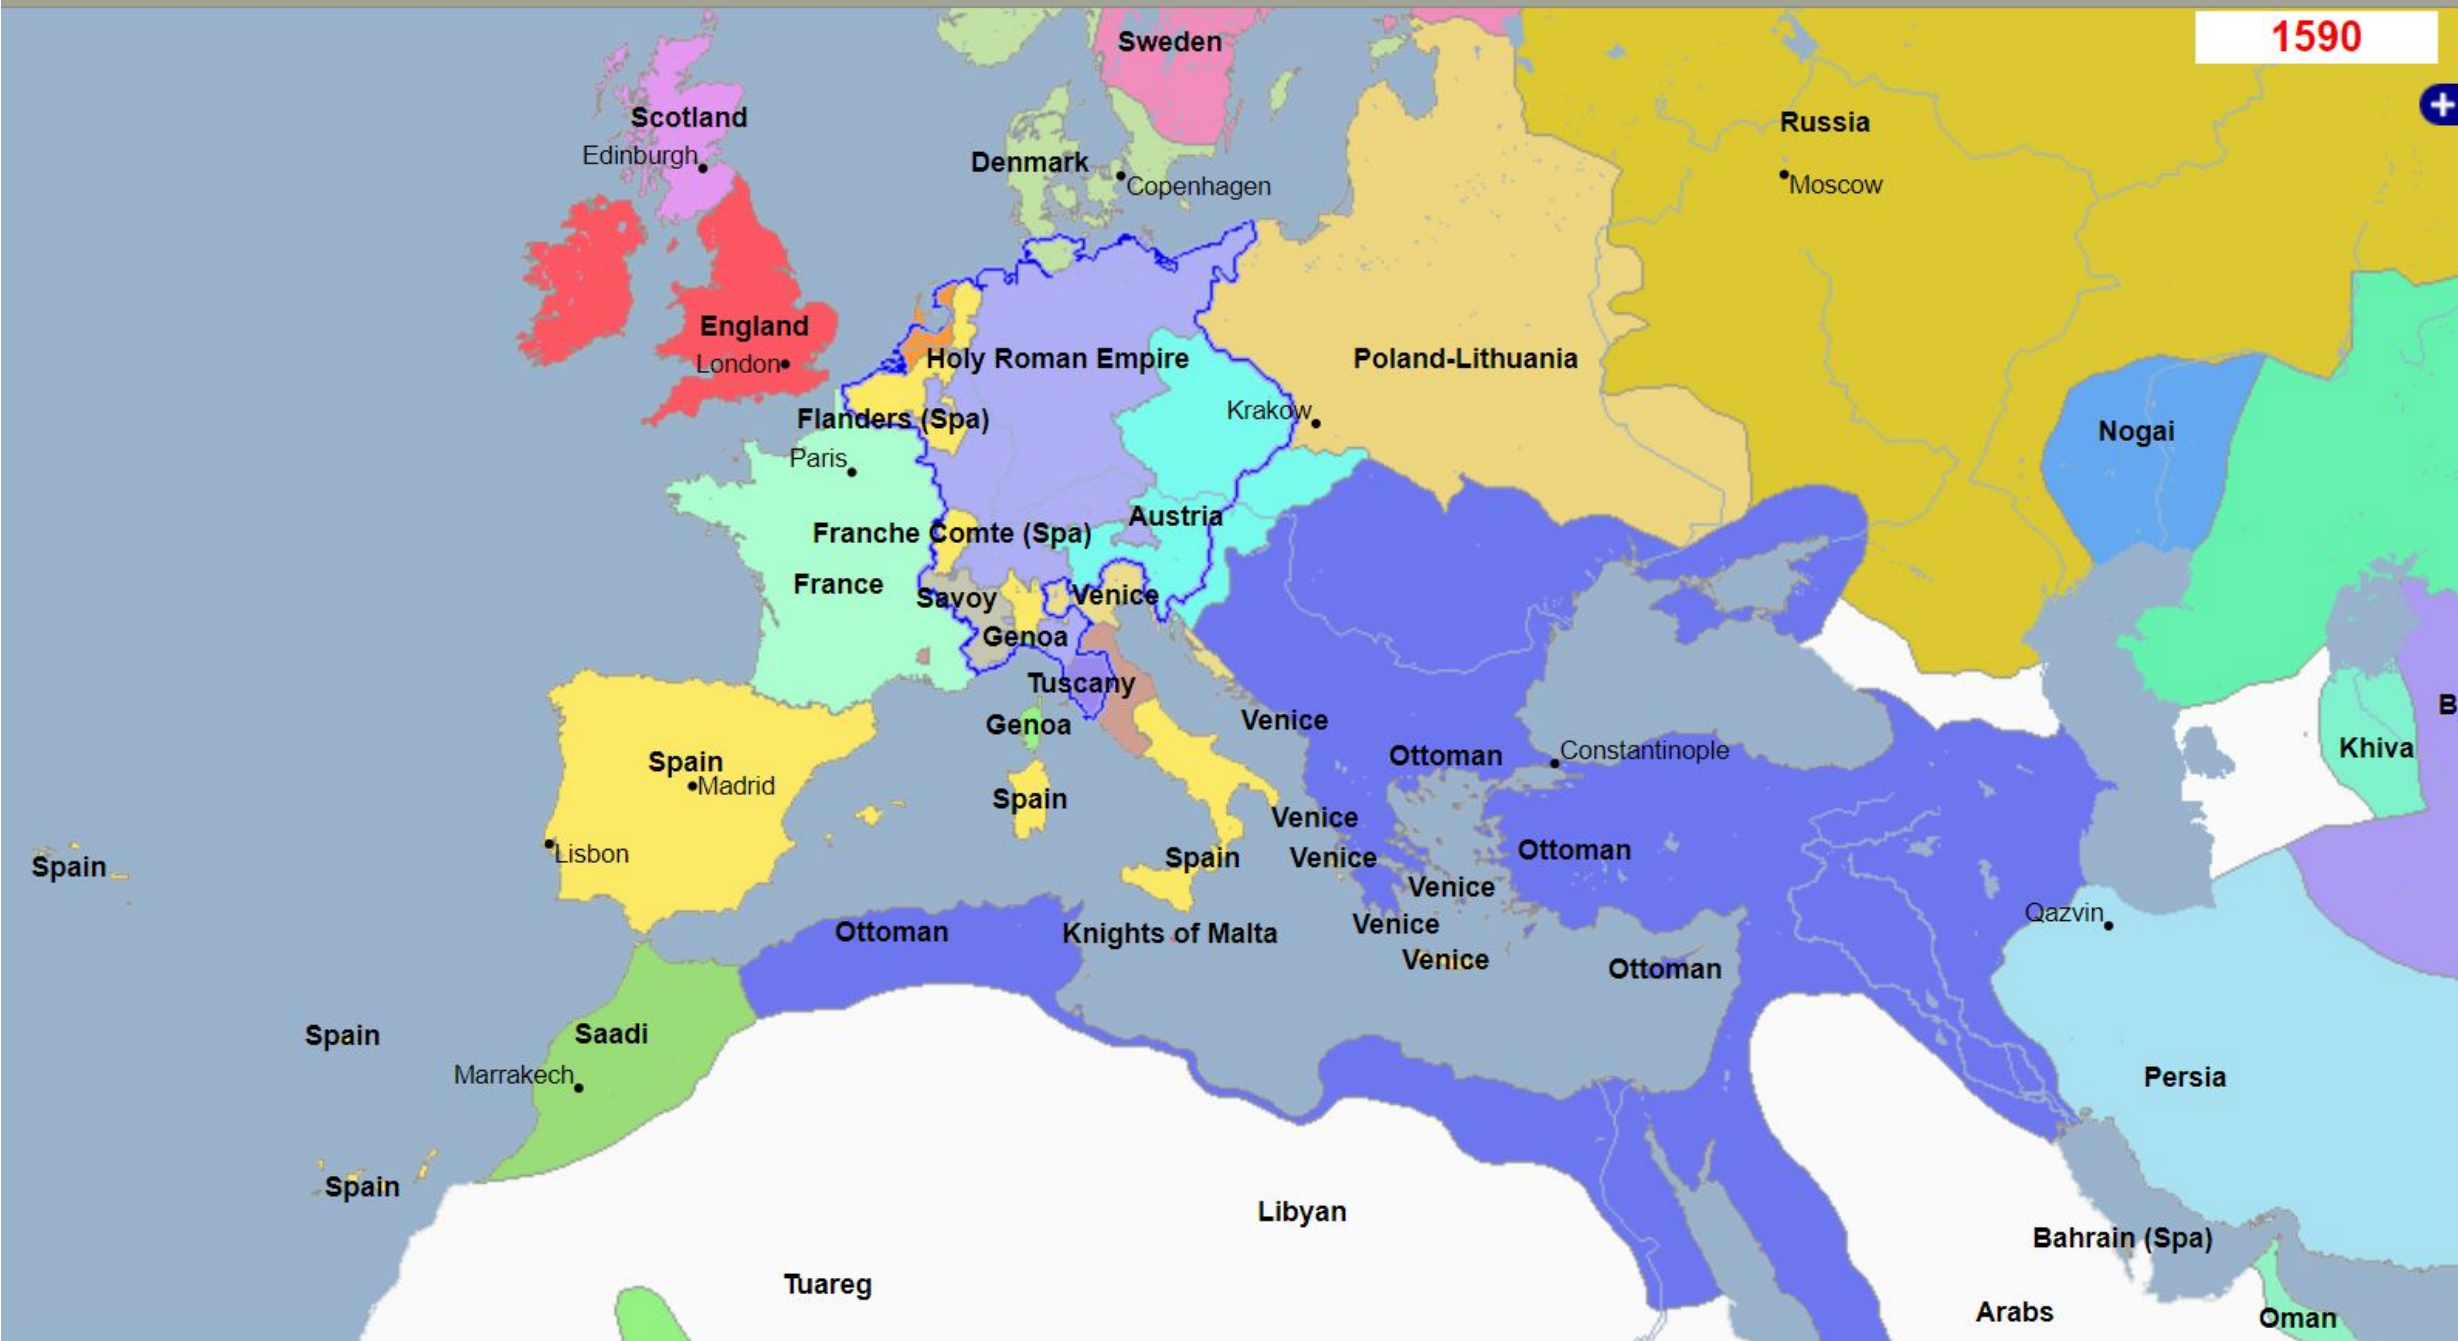 1590
Sweden
+
Scotland
Russia
Edinburgh
Denmark
Moscow
Copenhagen
England
London
Holy Roman Empire
Poland-Lithuania
Flanders (Spa)
Krakow
Nogai
Paris
Austria
Franche Comte (Spa)
France
Savoy
Venice
Genoa
Tuscany
B
Genoa
Venice
Khiva
Ottoman
Constantinople
Spain
Madrid
Spain
Venice
Ottoman
Lisbon
Spain
Spain
Venice
Venice
Qazvin
Venice
Ottoman
Knights of Malta
Venice
Ottoman
Spain
Saadi
Marrakech
Persia
Spain
Libyan
Bahrain (Spa)
Tuareg
Arabs
Oman